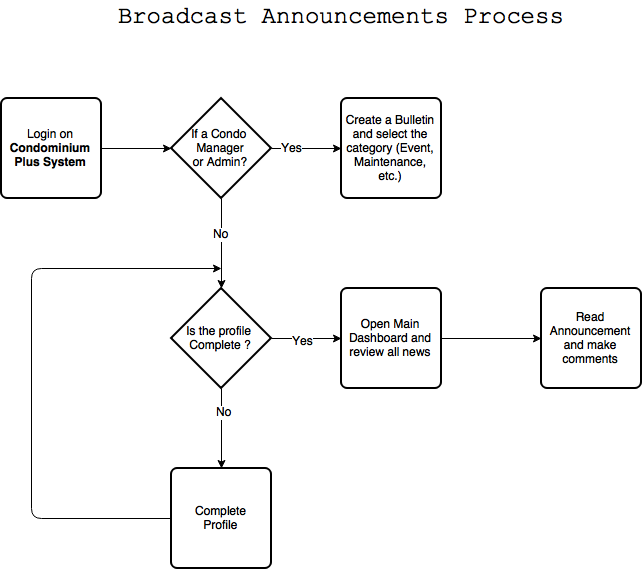 Broadcast Announcements Process
Login on
Condominium
Plus System
If a Condo
Manager
or Admin?
Yes
Create a Bulletin
and select the
category (Event,
Maintenance,
etc.)
No
Is the profile
Complete ?
Yes
Open Main
Dashboard and
review all news
Read
Announcement
and make
comments
No
Complete
Profile